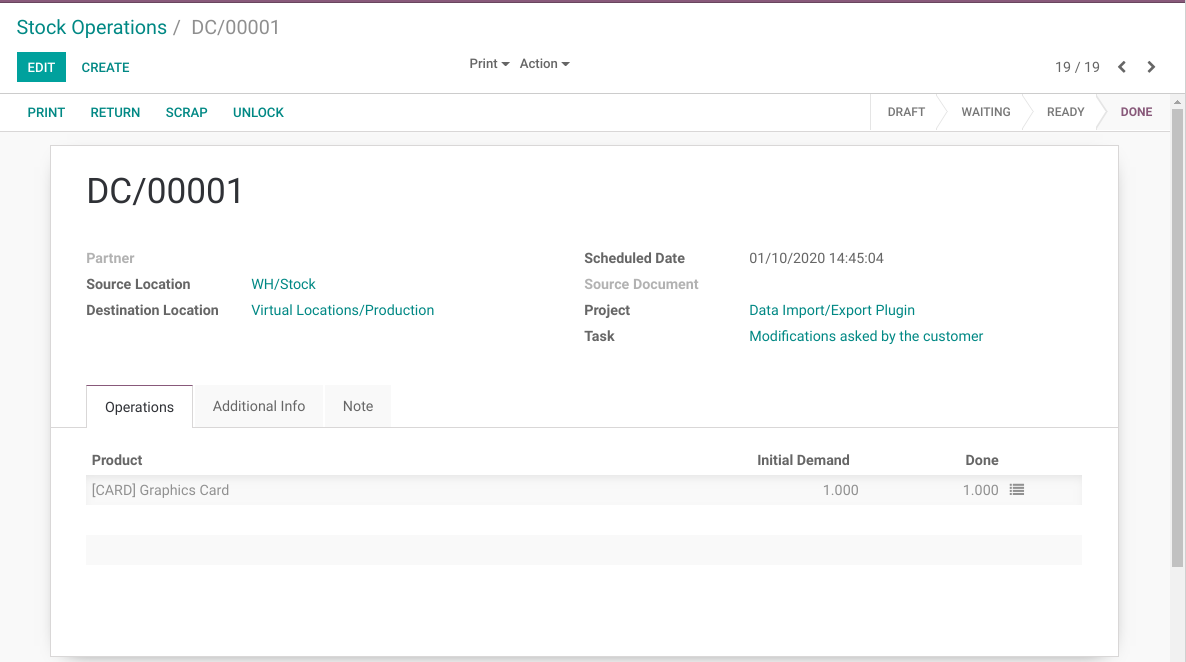 Stock Operations / DC/00001
EDIT CREATE Print Action 19 / 19
PRINT RETURN SCRAP UNLOCK DRAFT WAITING READY DONE
DC/00001
Partner Scheduled Date 01/10/2020 14:45:04
Source Location WH/Stock Source Document
Destination Location Virtual Locations/Production Project Data Import/Export Plugin
Task Modifications asked by the customer
Operations Additional Info Note
Product Initial Demand Done
[CARD] Graphics Card 1.000 1.000